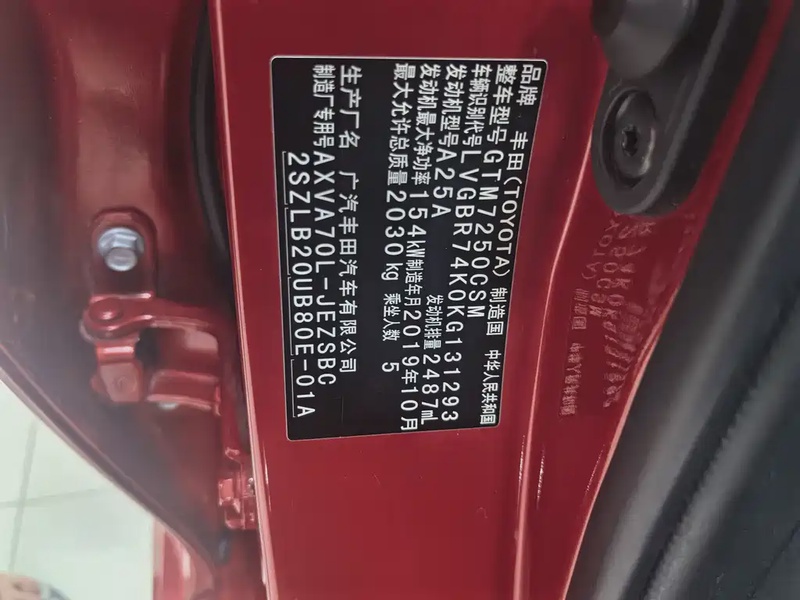 品牌 丰田(TOYOTA) 制造国 中华人民共和国
整车型号 GTM7250CSM
车辆识别代号 LVGBR74K0KG131293
发动机型号 A25A 发动机排量 2487mL
发动机最大净功率 154kW 制造年月 2019年10月
最大允许总质量 2030kg 乘坐人数 5
生产厂名 广汽丰田汽车有限公司
制造厂专用号 AXVA70L-JEZSBC
2SZLB20UB80E-01A